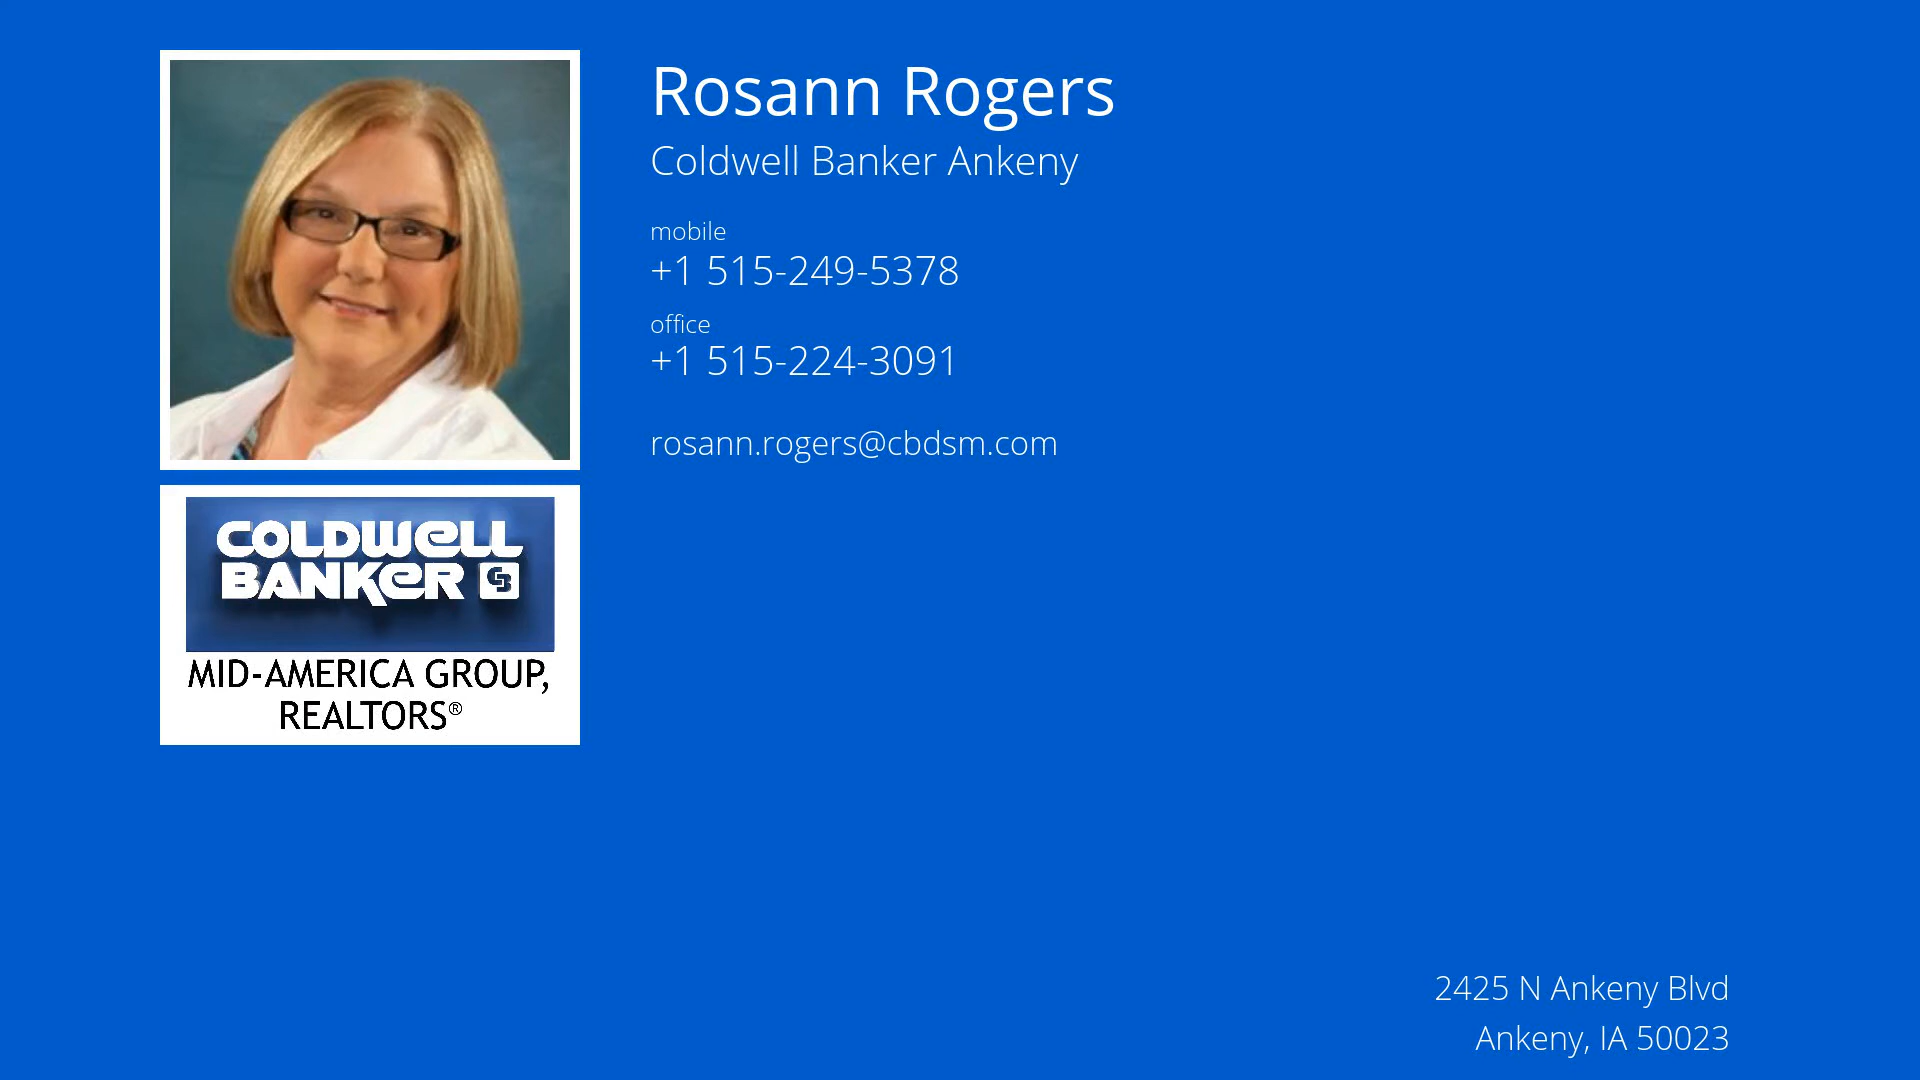 Rosann Rogers
Coldwell Banker Ankeny
mobile
+1 515-249-5378
office
+1 515-224-3091
rosann.rogers@cbdsm.com
COLDWELL
BANKER CB
MID-AMERICA GROUP,
REALTORS®
2425 N Ankeny Blvd
Ankeny, IA 50023